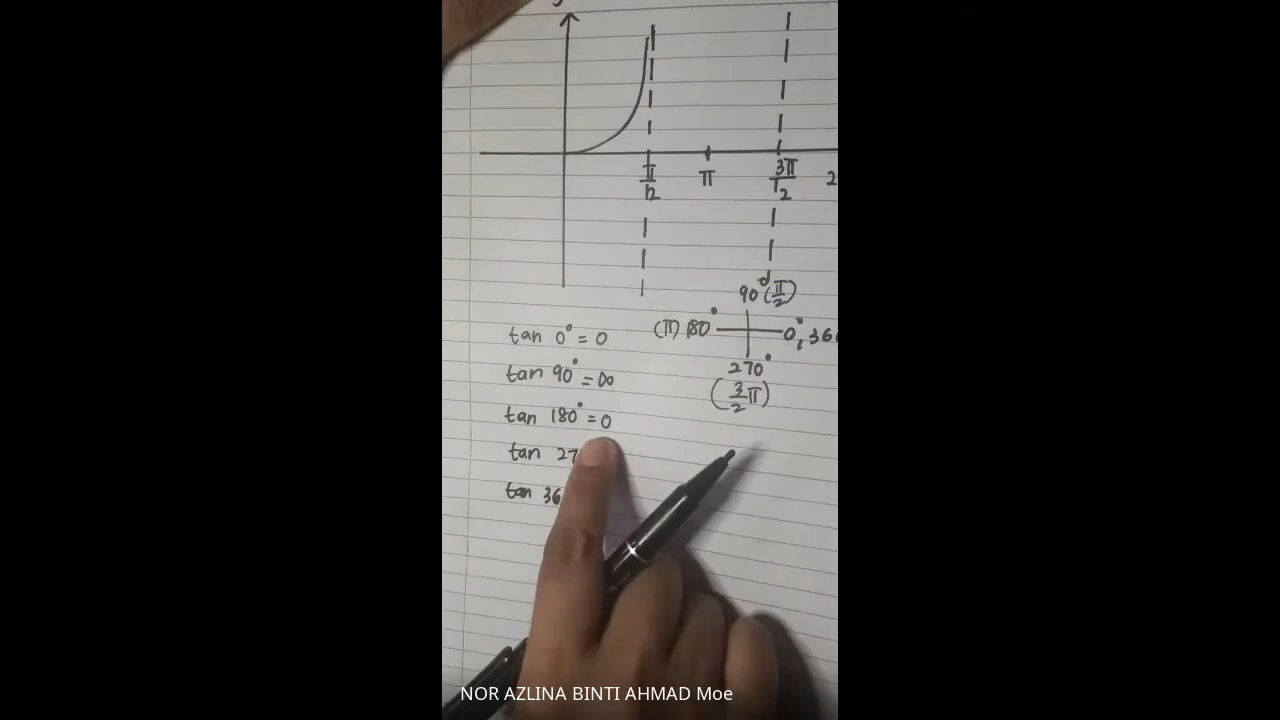 π/2 π 3π/2 2
90° (π/2)
(π) 180° 0°, 36
270°
(3/2 π)
tan 0° = 0
tan 90° = ∞
tan 180° = 0
tan 27
tan 36
NOR AZLINA BINTI AHMAD Moe